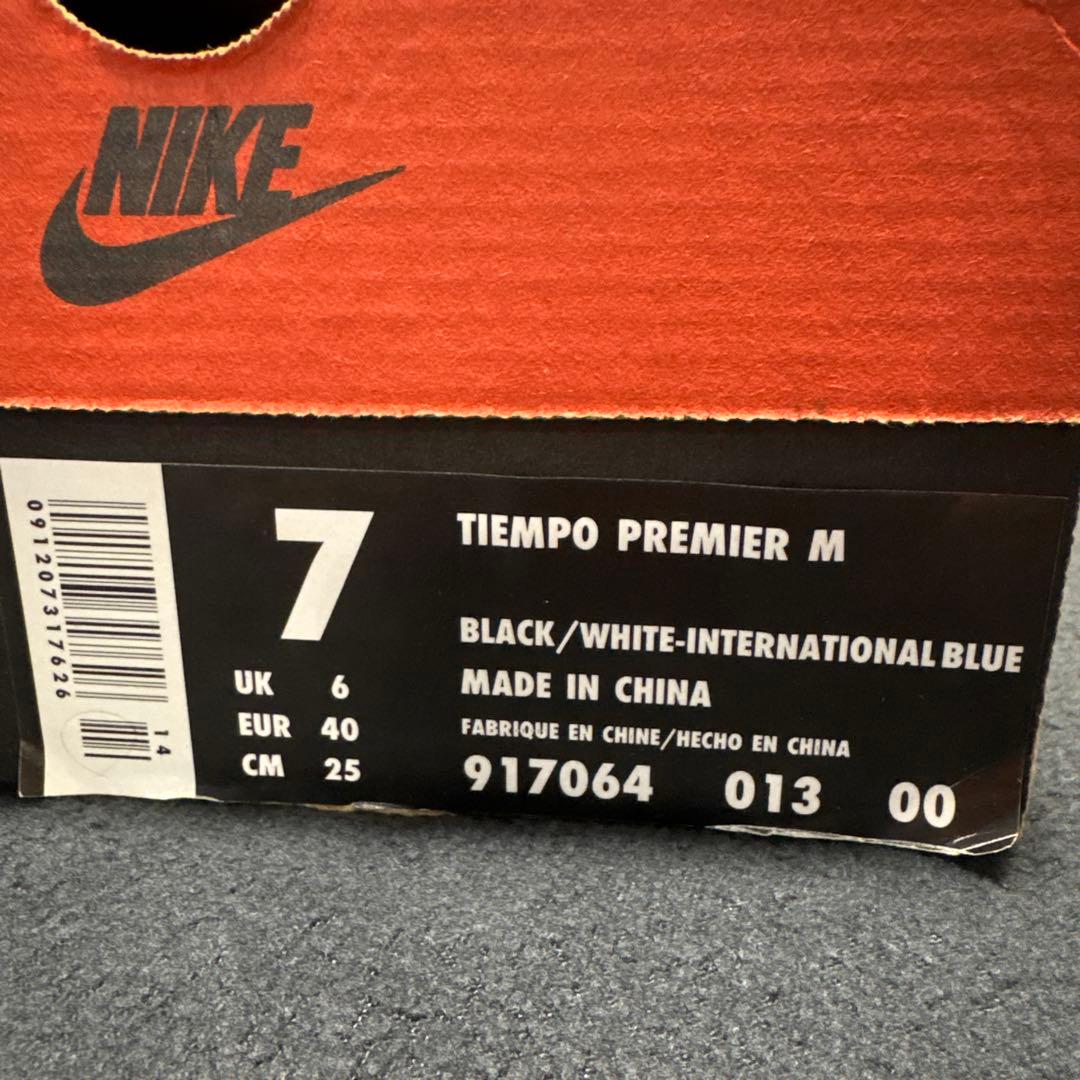 NIKE
091207317626
14
7
UK 6
EUR 40
CM 25
TIEMPO PREMIER M
BLACK/WHITE-INTERNATIONAL BLUE
MADE IN CHINA
FABRIQUE EN CHINE/HECHO EN CHINA
917064 013 00